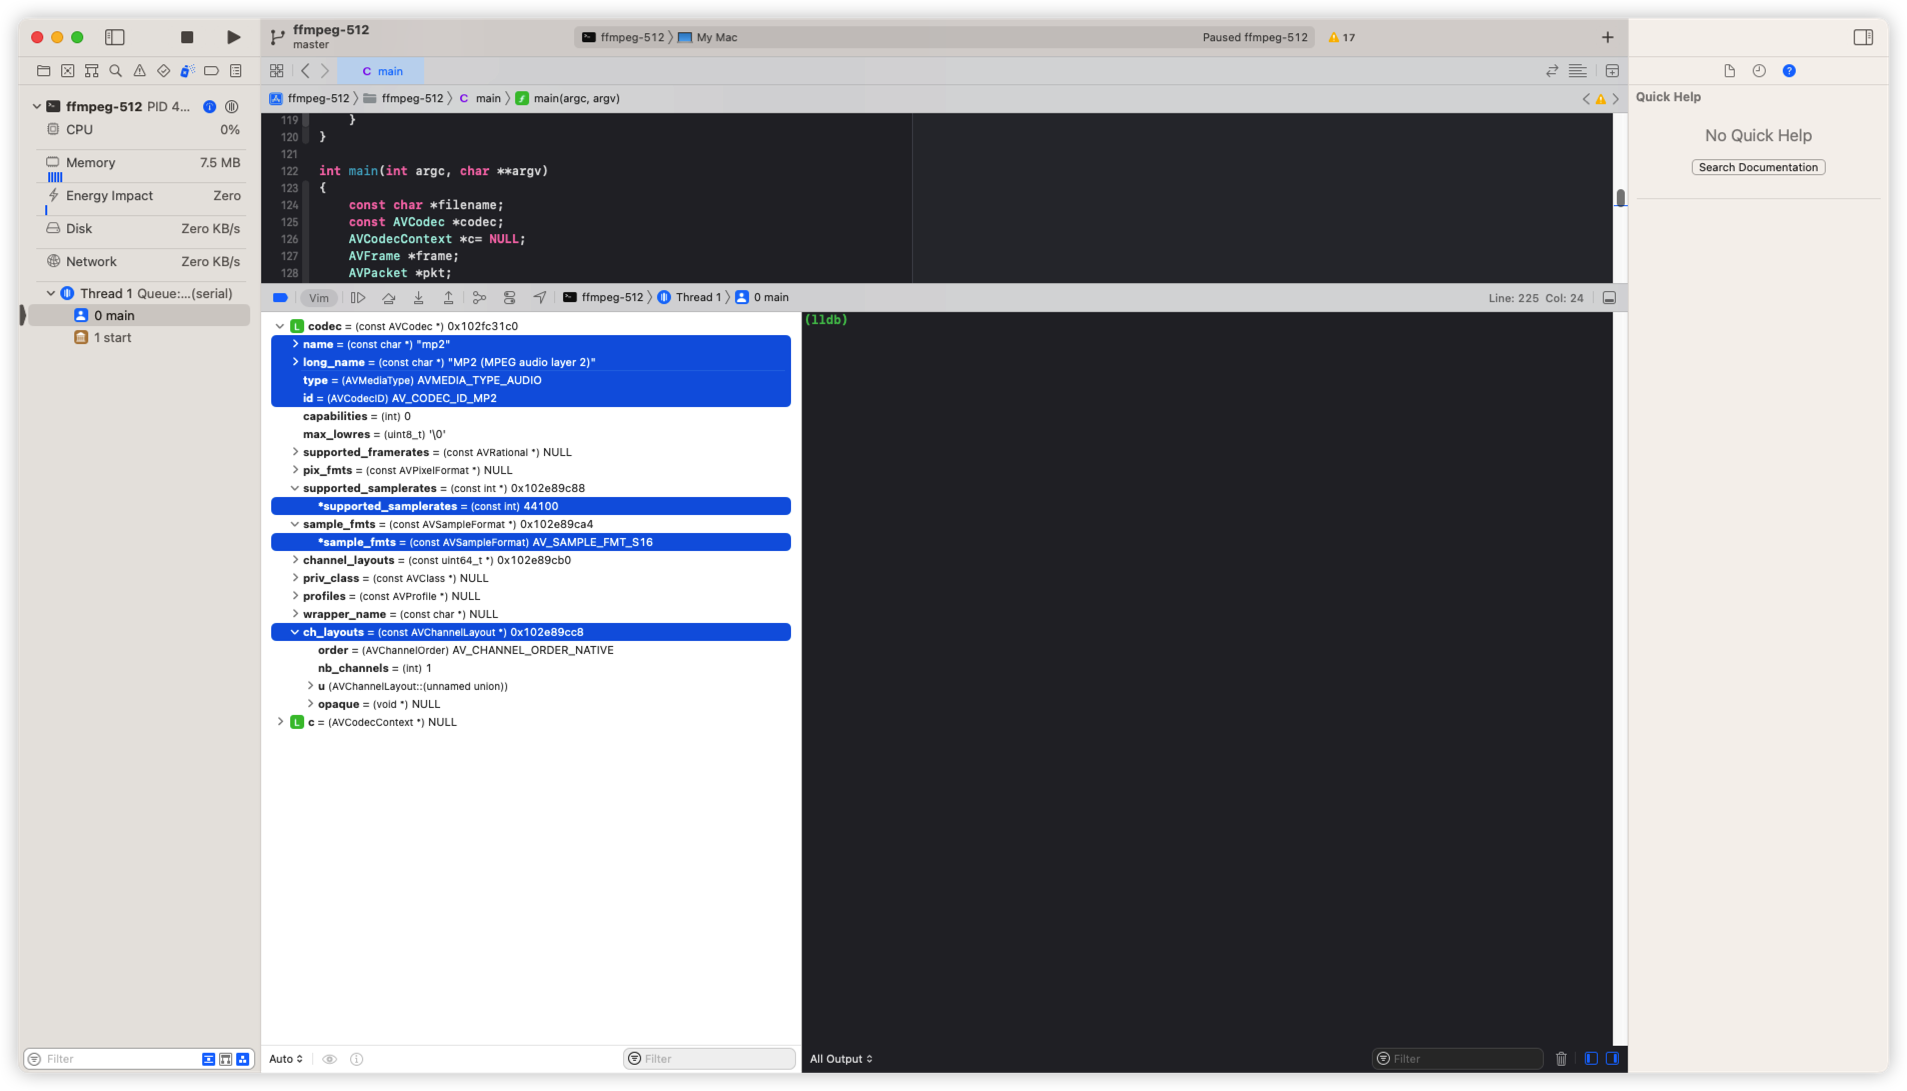 ffmpeg-512
master
ffmpeg-512 My Mac
Paused ffmpeg-512
17
C main
ffmpeg-512 ffmpeg-512 C main main(argc, argv)
Quick Help
No Quick Help
Search Documentation
ffmpeg-512 PID 4...
CPU 0%
Memory 7.5 MB
Energy Impact Zero
Disk Zero KB/s
Network Zero KB/s
Thread 1 Queue:...(serial)
0 main
1 start
119 }
120 }
121
122 int main(int argc, char **argv)
123 {
124 const char *filename;
125 const AVCodec *codec;
126 AVCodecContext *c= NULL;
127 AVFrame *frame;
128 AVPacket *pkt;
Vim
ffmpeg-512 Thread 1 0 main
Line: 225 Col: 24
L codec = (const AVCodec *) 0x102fc31c0
name = (const char *) "mp2"
long_name = (const char *) "MP2 (MPEG audio layer 2)"
type = (AVMediaType) AVMEDIA_TYPE_AUDIO
id = (AVCodecID) AV_CODEC_ID_MP2
capabilities = (int) 0
max_lowres = (uint8_t) '\0'
supported_framerates = (const AVRational *) NULL
pix_fmts = (const AVPixelFormat *) NULL
supported_samplerates = (const int *) 0x102e89c88
*supported_samplerates = (const int) 44100
sample_fmts = (const AVSampleFormat *) 0x102e89ca4
*sample_fmts = (const AVSampleFormat) AV_SAMPLE_FMT_S16
channel_layouts = (const uint64_t *) 0x102e89cb0
priv_class = (const AVClass *) NULL
profiles = (const AVProfile *) NULL
wrapper_name = (const char *) NULL
ch_layouts = (const AVChannelLayout *) 0x102e89cc8
order = (AVChannelOrder) AV_CHANNEL_ORDER_NATIVE
nb_channels = (int) 1
u (AVChannelLayout::(unnamed union))
opaque = (void *) NULL
L c = (AVCodecContext *) NULL
(lldb)
Filter
Auto
Filter
All Output
Filter